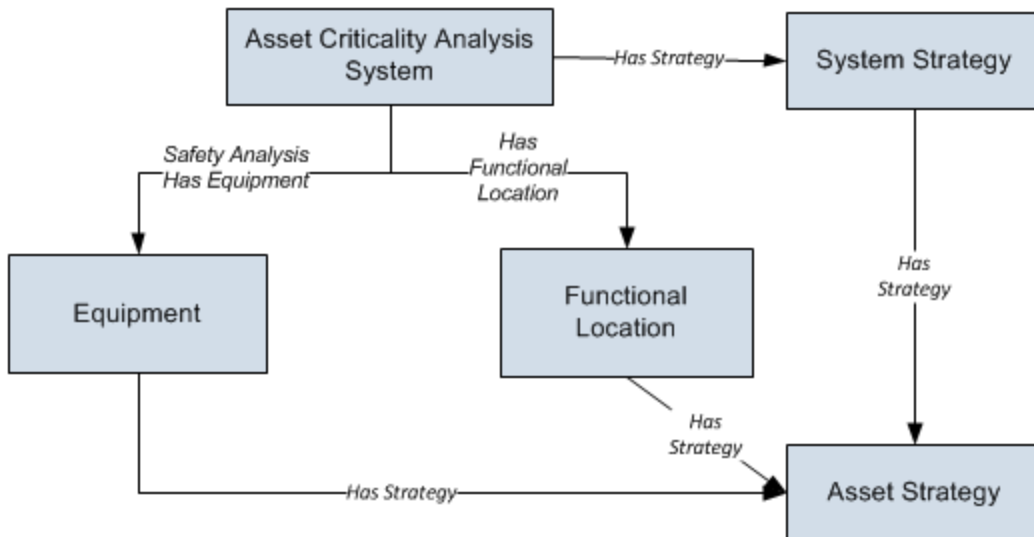 Asset Criticality Analysis
System
Has Strategy
System Strategy
Safety Analysis
Has Equipment
Has
Functional
Location
Equipment
Functional
Location
Has
Strategy
Has
Strategy
Has Strategy
Asset Strategy